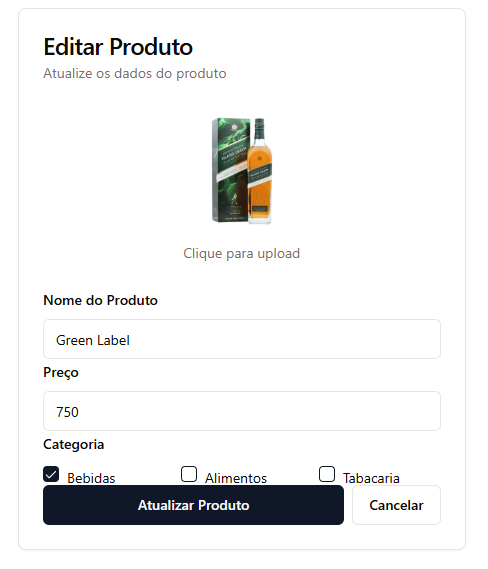 Editar Produto
Atualize os dados do produto
Clique para upload
Nome do Produto
Green Label
Preço
750
Categoria
Bebidas Alimentos Tabacaria
Atualizar Produto Cancelar